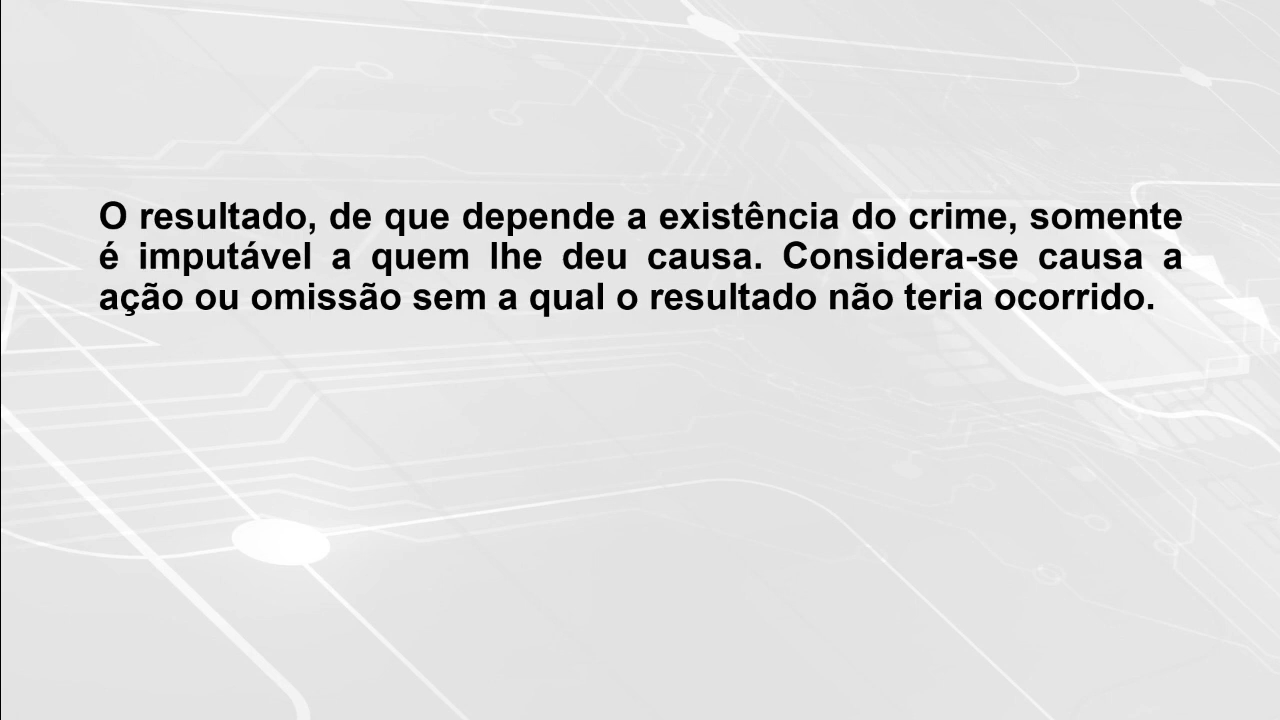 O resultado, de que depende a existência do crime, somente
é imputável a quem lhe deu causa. Considera-se causa a
ação ou omissão sem a qual o resultado não teria ocorrido.